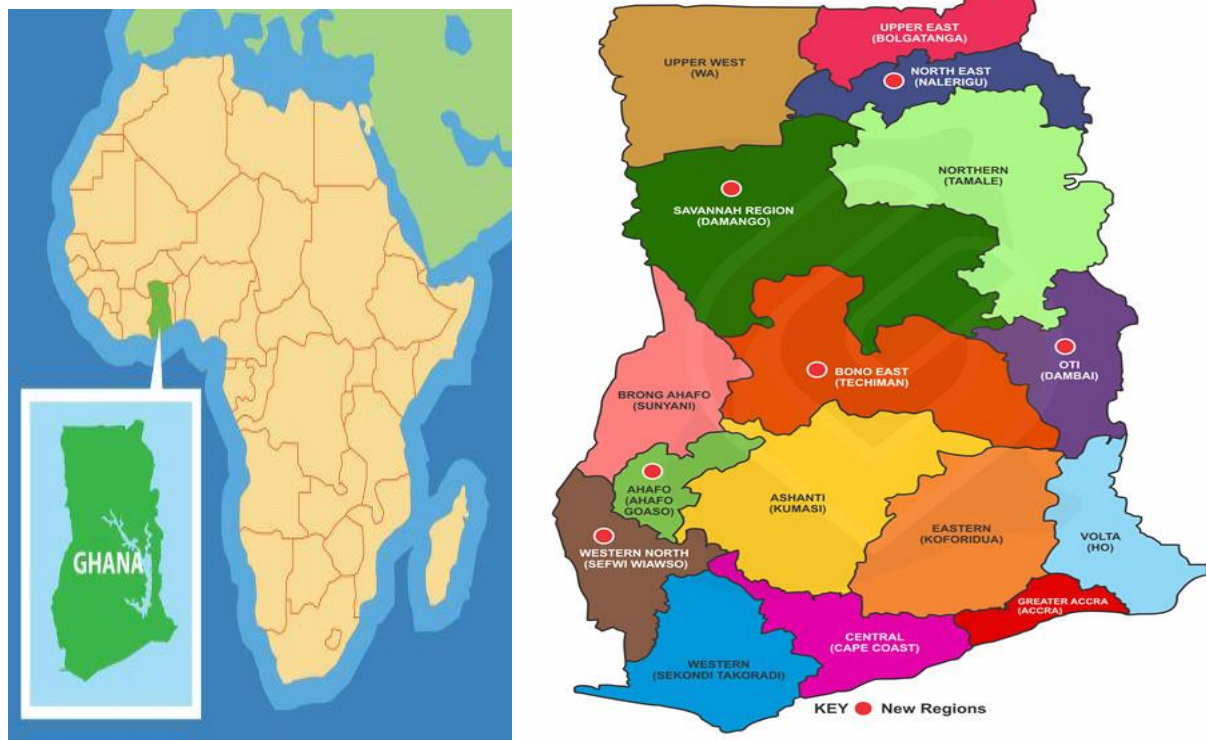 GHANA
UPPER EAST
(BOLGATANGA)
UPPER WEST
(WA)
NORTH EAST
(NALERIGU)
NORTHERN
(TAMALE)
SAVANNAH REGION
(DAMANGO)
OTI
(DAMBAI)
BONO EAST
(TECHIMAN)
BRONG AHAFO
(SUNYANI)
AHAFO
(AHAFO
GOASO)
ASHANTI
(KUMASI)
EASTERN
(KOFORIDUA)
VOLTA
(HO)
WESTERN NORTH
(SEFWI WIAWSO)
GREATER ACCRA
(ACCRA)
CENTRAL
(CAPE COAST)
WESTERN
(SEKONDI TAKORADI)
KEY New Regions